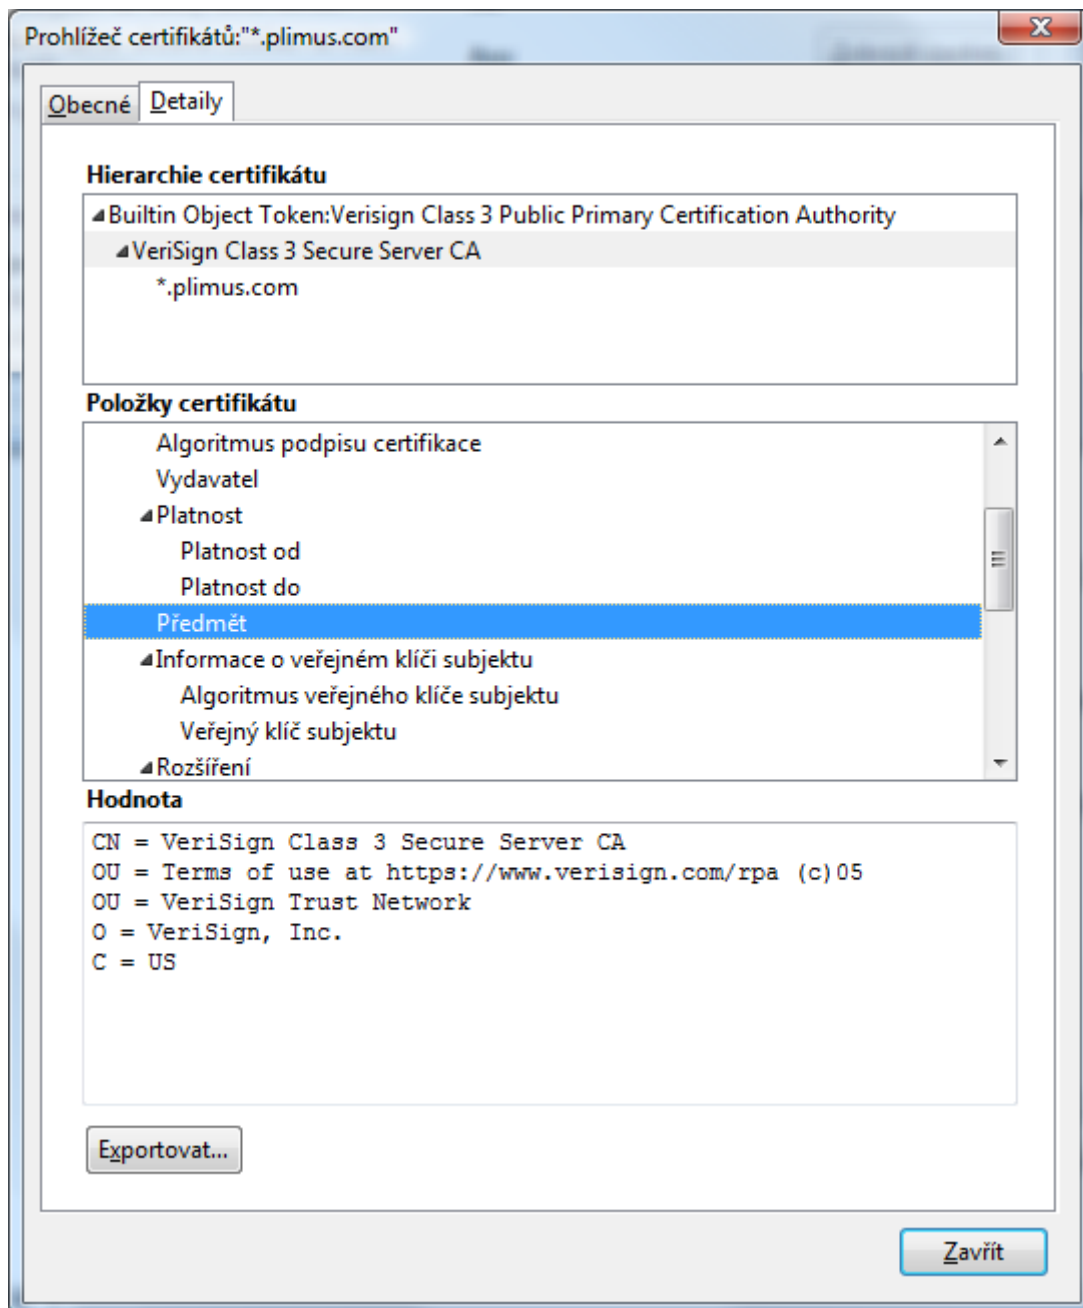 Prohlížeč certifikátů:"*.plimus.com"
Obecné
Detaily
Hierarchie certifikátu
Builtin Object Token:Verisign Class 3 Public Primary Certification Authority
VeriSign Class 3 Secure Server CA
*.plimus.com
Položky certifikátu
Algoritmus podpisu certifikace
Vydavatel
Platnost
Platnost od
Platnost do
Předmět
Informace o veřejném klíči subjektu
Algoritmus veřejného klíče subjektu
Veřejný klíč subjektu
Rozšíření
Hodnota
CN = VeriSign Class 3 Secure Server CA
OU = Terms of use at https://www.verisign.com/rpa (c)05
OU = VeriSign Trust Network
O = VeriSign, Inc.
C = US
Exportovat...
Zavřít